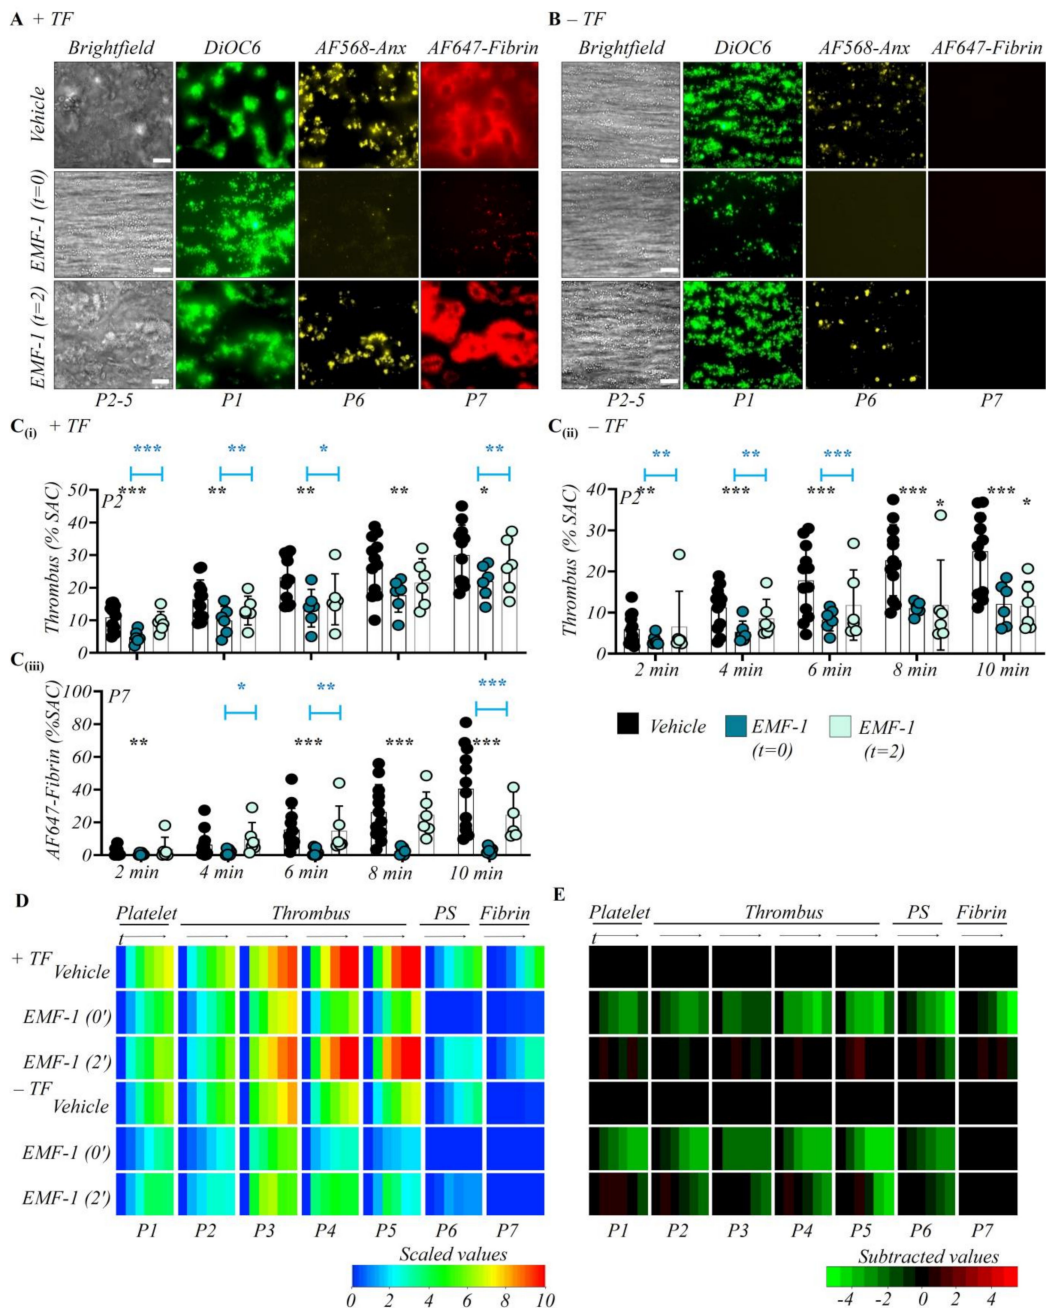 A + TF
B – TF
Brightfield DiOC6 AF568-Anx AF647-Fibrin
Brightfield DiOC6 AF568-Anx AF647-Fibrin
Vehicle
EMF-1 (t=0)
EMF-1 (t=2)
P2-5 P1 P6 P7
P2-5 P1 P6 P7
C(i) + TF
*** ** * **
P2
*** ** ** ** *
Thrombus (% SAC)
50
40
30
20
10
0
C(ii) – TF
** ** ***
P2
** *** *** *** * *** *
Thrombus (% SAC)
40
30
20
10
0
2 min 4 min 6 min 8 min 10 min
C(iii)
P7
* ** ***
** *** *** ***
AF647-Fibrin (%SAC)
100
80
60
40
20
0
2 min 4 min 6 min 8 min 10 min
Vehicle EMF-1 (t=0) EMF-1 (t=2)
D
Platelet Thrombus PS Fibrin
t
+ TF
Vehicle
EMF-1 (0')
EMF-1 (2')
– TF
Vehicle
EMF-1 (0')
EMF-1 (2')
P1 P2 P3 P4 P5 P6 P7
Scaled values
0 2 4 6 8 10
E
Platelet Thrombus PS Fibrin
t
P1 P2 P3 P4 P5 P6 P7
Subtracted values
-4 -2 0 2 4